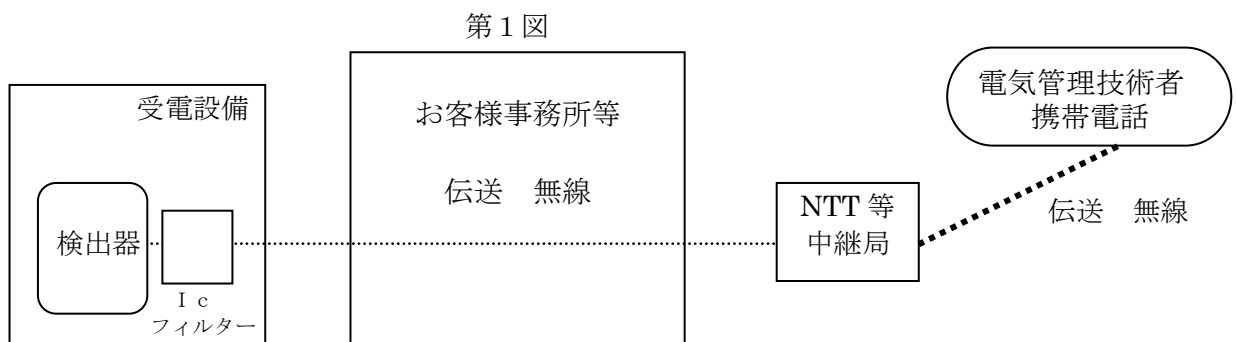 第１図
受電設備
検出器
Ｉｃ
フィルター
お客様事務所等
伝送　無線
NTT 等
中継局
電気管理技術者
携帯電話
伝送　無線